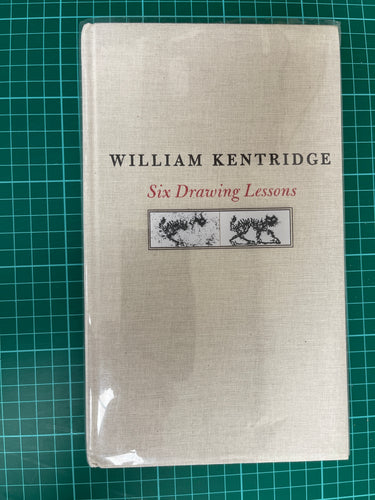 WILLIAM KENTRIDGE
Six Drawing Lessons